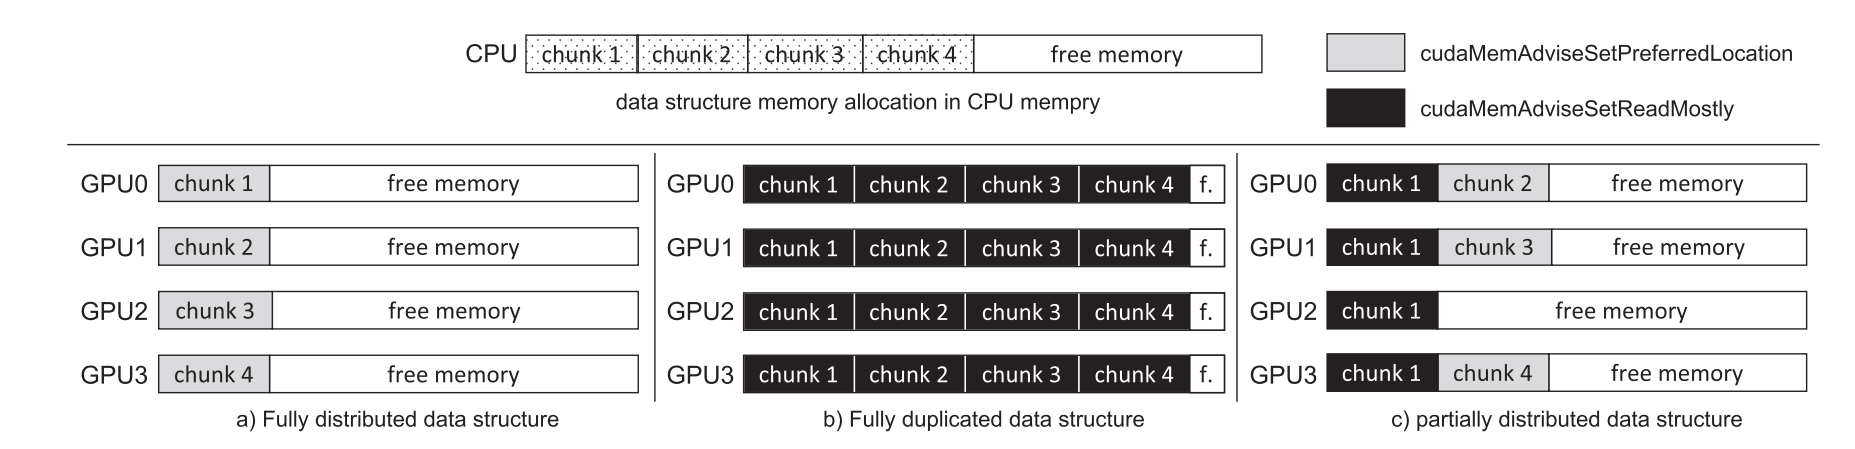 CPU chunk 1 chunk 2 chunk 3 chunk 4 free memory
data structure memory allocation in CPU mempry
cudaMemAdviseSetPreferredLocation
cudaMemAdviseSetReadMostly
GPU0 chunk 1 free memory
GPU1 chunk 2 free memory
GPU2 chunk 3 free memory
GPU3 chunk 4 free memory
a) Fully distributed data structure
GPU0 chunk 1 chunk 2 chunk 3 chunk 4 f.
GPU1 chunk 1 chunk 2 chunk 3 chunk 4 f.
GPU2 chunk 1 chunk 2 chunk 3 chunk 4 f.
GPU3 chunk 1 chunk 2 chunk 3 chunk 4 f.
b) Fully duplicated data structure
GPU0 chunk 1 chunk 2 free memory
GPU1 chunk 1 chunk 3 free memory
GPU2 chunk 1 free memory
GPU3 chunk 1 chunk 4 free memory
c) partially distributed data structure